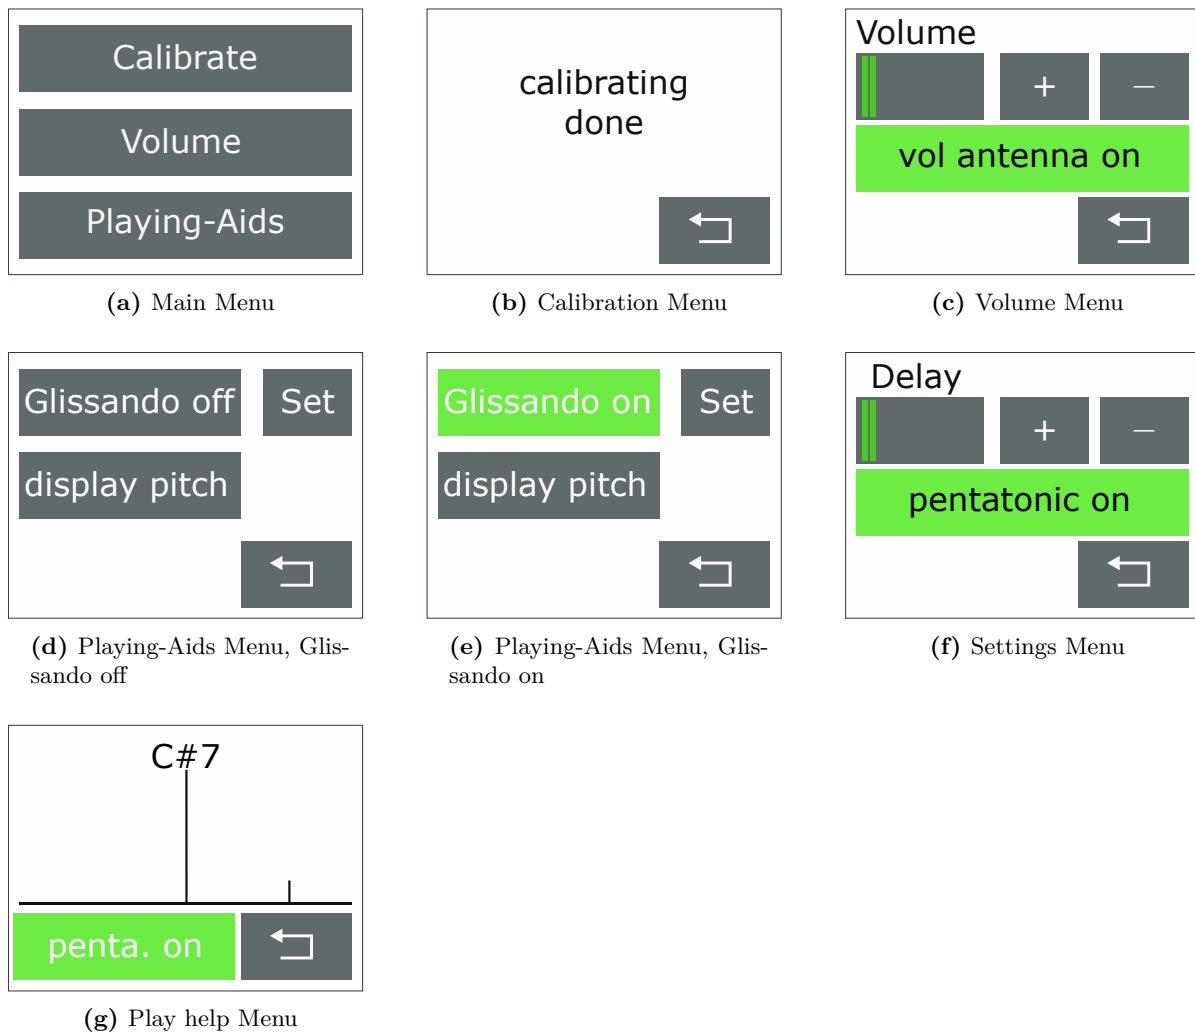 Calibrate
Volume
Playing-Aids
(a) Main Menu
calibrating
done
(b) Calibration Menu
Volume
+ −
vol antenna on
(c) Volume Menu
Glissando off Set
display pitch
(d) Playing-Aids Menu, Glis-
sando off
Glissando on Set
display pitch
(e) Playing-Aids Menu, Glis-
sando on
Delay
+ −
pentatonic on
(f) Settings Menu
C#7
penta. on
(g) Play help Menu